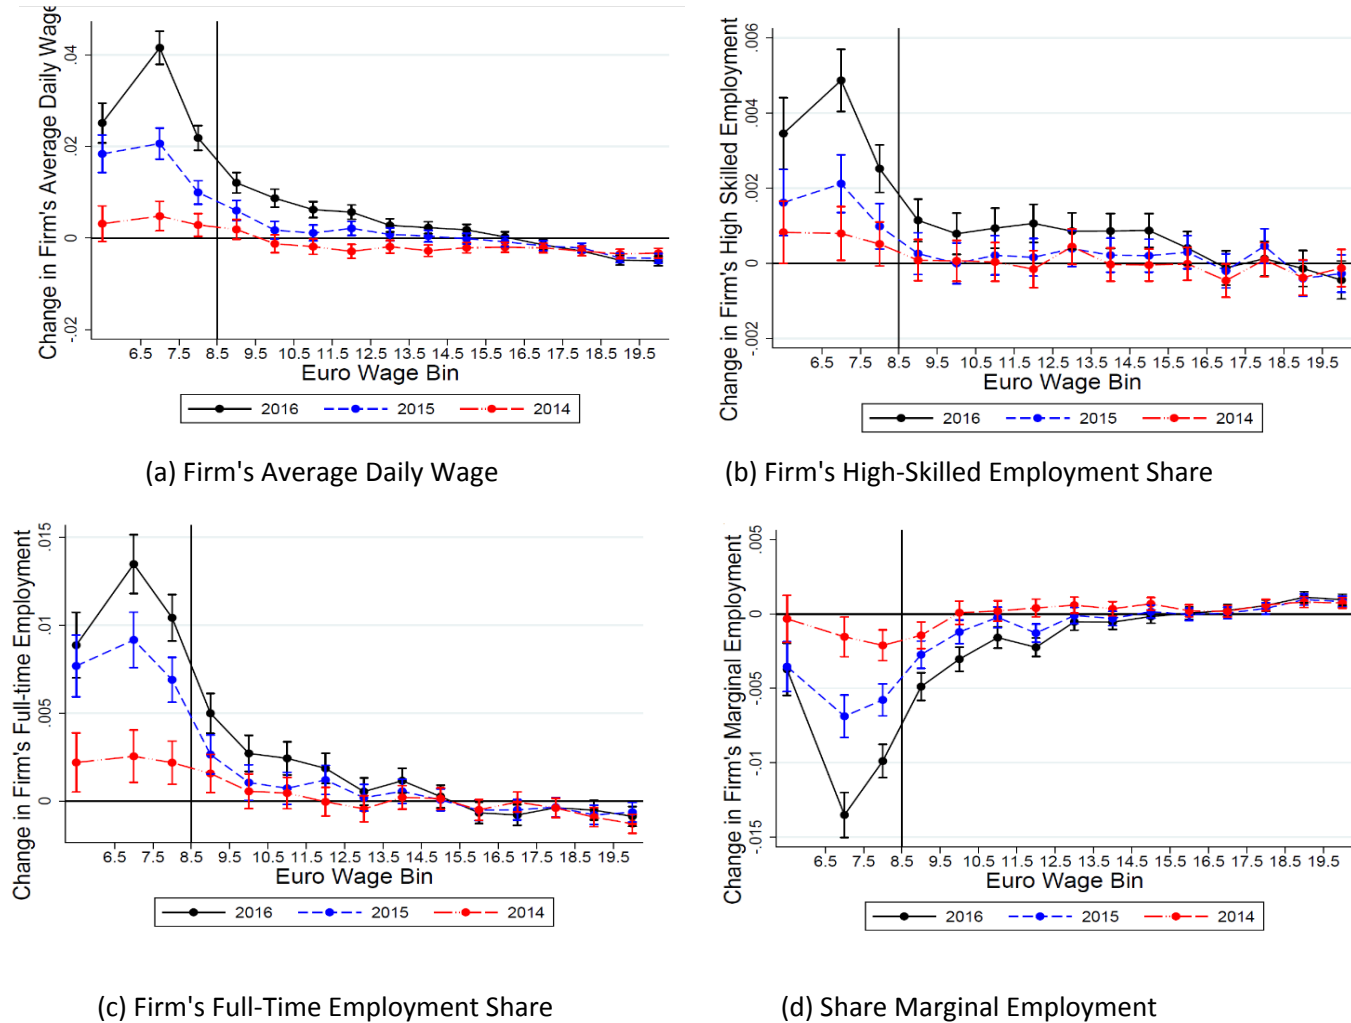 Change in Firm's Average Daily Wage
.04
.02
0
-.02
6.5 7.5 8.5 9.5 10.5 11.5 12.5 13.5 14.5 15.5 16.5 17.5 18.5 19.5
Euro Wage Bin
2016 2015 2014
(a) Firm's Average Daily Wage
Change in Firm's High Skilled Employment
.006
.004
.002
0
-.002
6.5 7.5 8.5 9.5 10.5 11.5 12.5 13.5 14.5 15.5 16.5 17.5 18.5 19.5
Euro Wage Bin
2016 2015 2014
(b) Firm's High-Skilled Employment Share
Change in Firm's Full-time Employment
.015
.01
.005
0
6.5 7.5 8.5 9.5 10.5 11.5 12.5 13.5 14.5 15.5 16.5 17.5 18.5 19.5
Euro Wage Bin
2016 2015 2014
(c) Firm's Full-Time Employment Share
Change in Firm's Marginal Employment
.005
0
-.005
-.01
-.015
6.5 7.5 8.5 9.5 10.5 11.5 12.5 13.5 14.5 15.5 16.5 17.5 18.5 19.5
Euro Wage Bin
2016 2015 2014
(d) Share Marginal Employment